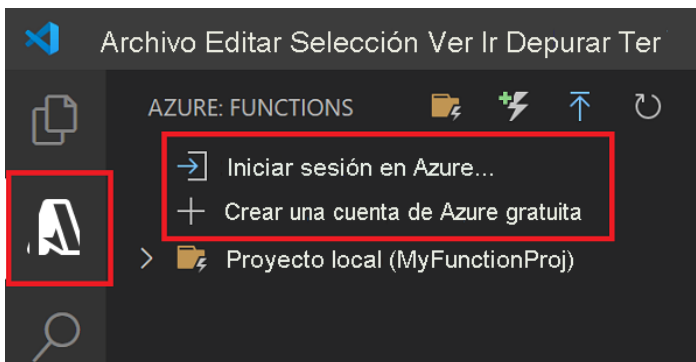 Archivo Editar Selección Ver Ir Depurar Ter
AZURE: FUNCTIONS
Iniciar sesión en Azure...
Crear una cuenta de Azure gratuita
Proyecto local (MyFunctionProj)